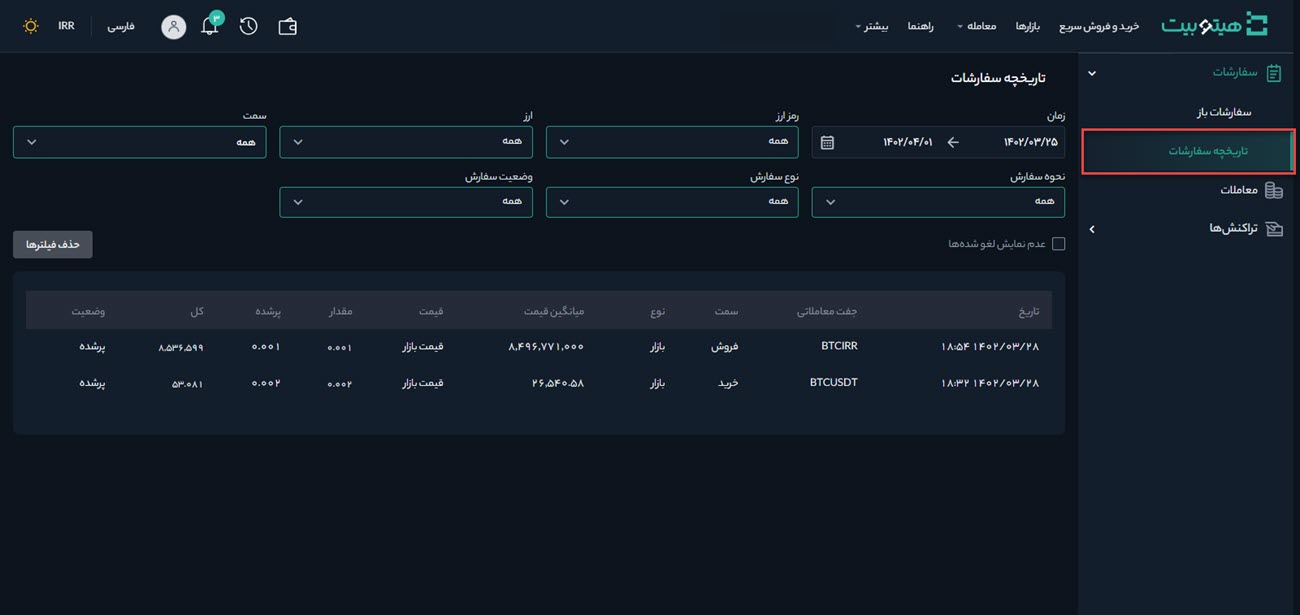 هیتوبیت خرید و فروش سریع بازارها معامله راهنما بیشتر فارسی IRR
۳
سفارشات
سفارشات باز
تاریخچه سفارشات
معاملات
تراکنش‌ها
تاریخچه سفارشات
زمان رمز ارز ارز سمت
۱۴۰۲/۰۳/۲۵ ۱۴۰۲/۰۴/۰۱ همه همه همه
نحوه سفارش نوع سفارش وضعیت سفارش
همه همه همه
عدم نمایش لغو شده‌ها
حذف فیلترها
تاریخ جفت معاملاتی سمت نوع میانگین قیمت قیمت مقدار پرشده کل وضعیت
۱۸:۵۴ ۱۴۰۲/۰۳/۲۸ BTCIRR فروش بازار ۸,۴۹۶,۷۷۱,۰۰۰ قیمت بازار ۰.۰۰۱ ۰.۰۰۱ ۸,۵۳۶,۵۹۹ پرشده
۱۸:۳۲ ۱۴۰۲/۰۳/۲۸ BTCUSDT خرید بازار ۲۶,۵۴۰.۵۸ قیمت بازار ۰.۰۰۲ ۰.۰۰۲ ۵۳.۰۸۱ پرشده